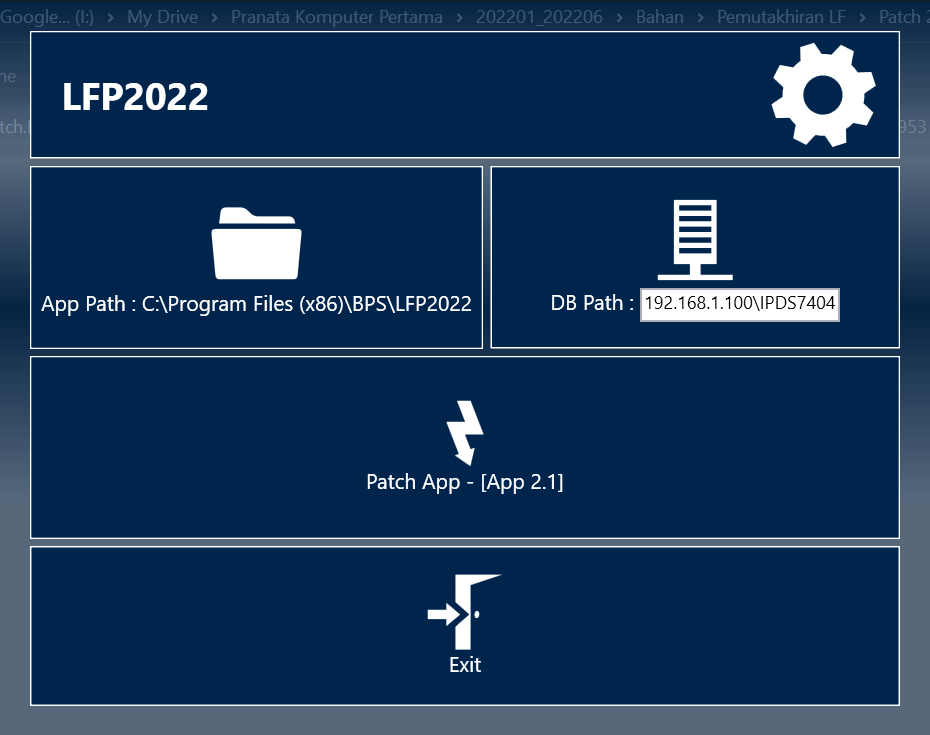 Google... (I:) > My Drive > Pranata Komputer Pertama > 202201_202206 > Bahan > Pemutakhiran LF > Patch 2
LFP2022
953
App Path : C:\Program Files (x86)\BPS\LFP2022
DB Path : 192.168.1.100\IPDS7404
Patch App - [App 2.1]
Exit